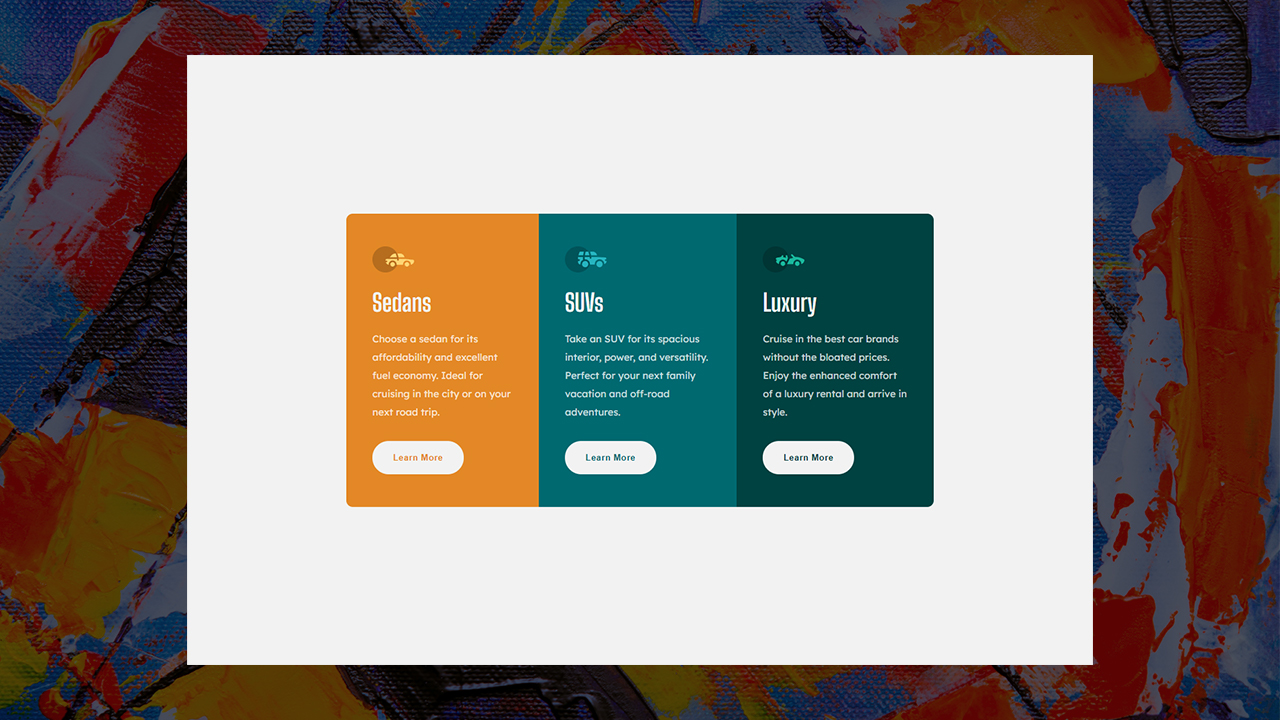 Sedans
Choose a sedan for its
affordability and excellent
fuel economy. Ideal for
cruising in the city or on your
next road trip.
Learn More
SUVs
Take an SUV for its spacious
interior, power, and versatility.
Perfect for your next family
vacation and off-road
adventures.
Learn More
Luxury
Cruise in the best car brands
without the bloated prices.
Enjoy the enhanced comfort
of a luxury rental and arrive in
style.
Learn More